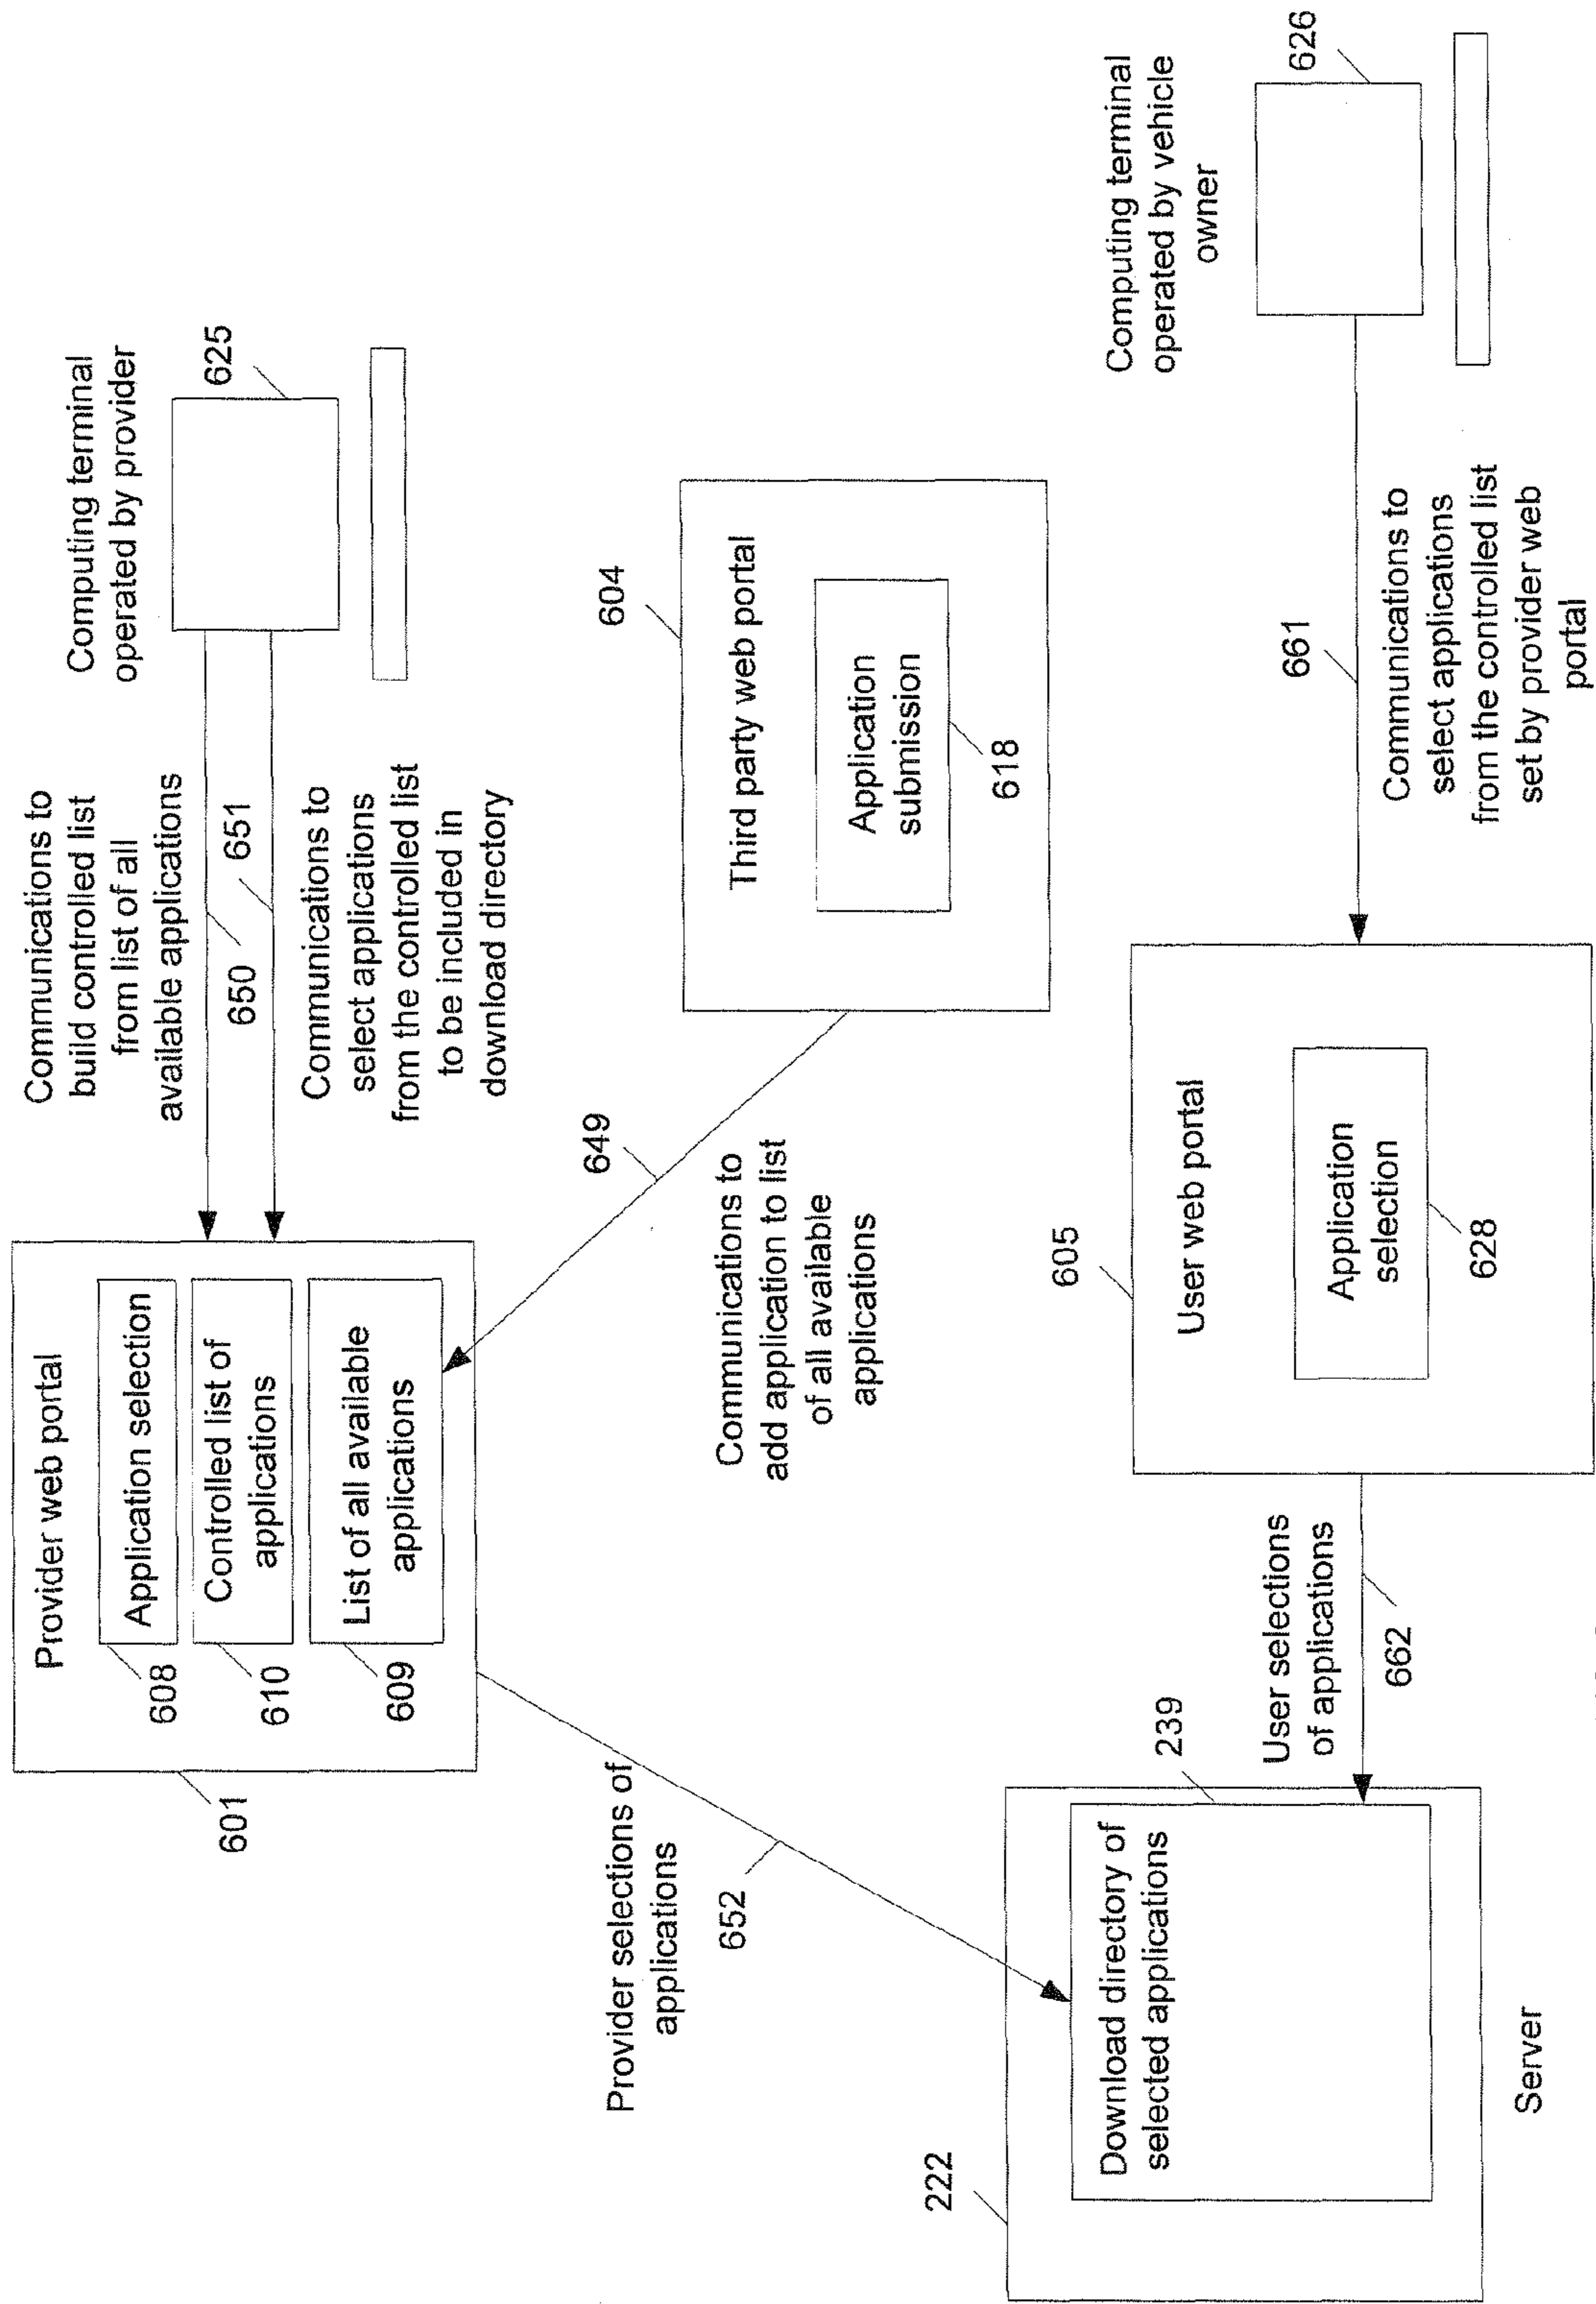 Computing terminal
operated by provider
625
Communications to
build controlled list
from list of all
available applications
650
651
Communications to
select applications
from the controlled list
to be included in
download directory
Provider web portal
Application selection
Controlled list of
applications
List of all available
applications
608
610
609
601
604
Third party web portal
Application
submission
618
649
Communications to
add application to list
of all available
applications
Provider selections of
applications
652
Computing terminal
operated by vehicle
owner
626
661
Communications to
select applications
from the controlled list
set by provider web
portal
605
User web portal
Application
selection
628
User selections
of applications
662
239
Download directory of
selected applications
222
Server